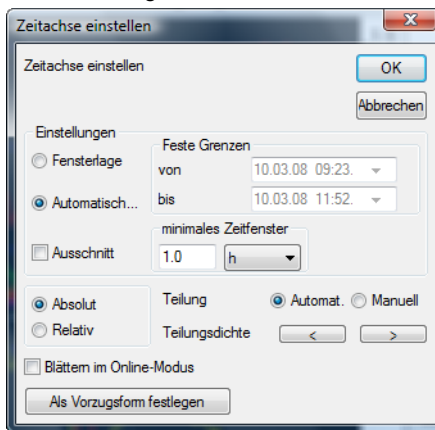 Zeitachse einstellen
Zeitachse einstellen
OK
Abbrechen
Einstellungen
Fensterlage
Automatisch...
Ausschnitt
Feste Grenzen
von 10.03.08 09:23.
bis 10.03.08 11:52.
minimales Zeitfenster
1.0 h
Absolut
Relativ
Teilung Automat. Manuell
Teilungsdichte < >
Blättern im Online-Modus
Als Vorzugsform festlegen